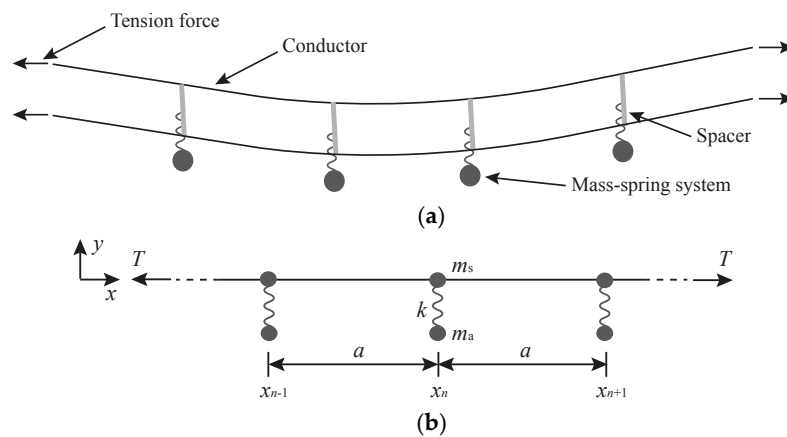 Tension force
Conductor
Spacer
Mass-spring system
(a)
y
T
x
ms
T
k
ma
a
a
xn-1
xn
xn+1
(b)